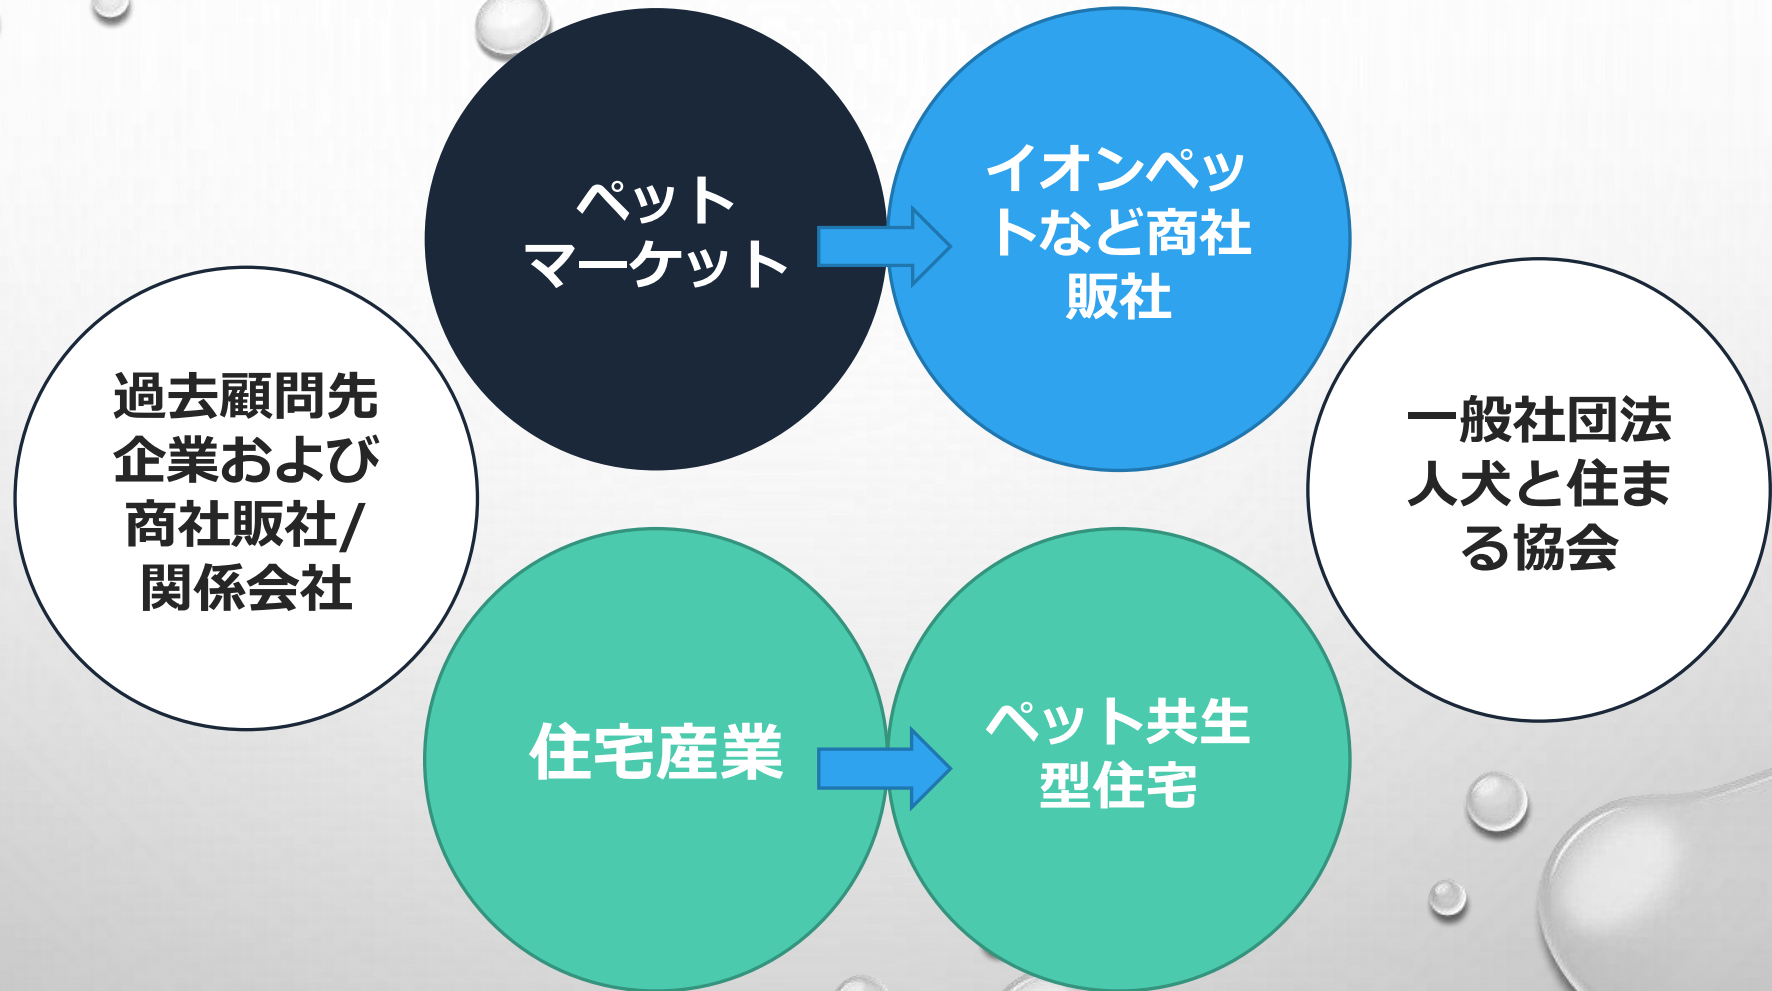 ペット
マーケット
イオンペッ
トなど商社
販社
過去顧問先
企業および
商社販社/
関係会社
一般社団法
人犬と住ま
る協会
住宅産業
ペット共生
型住宅